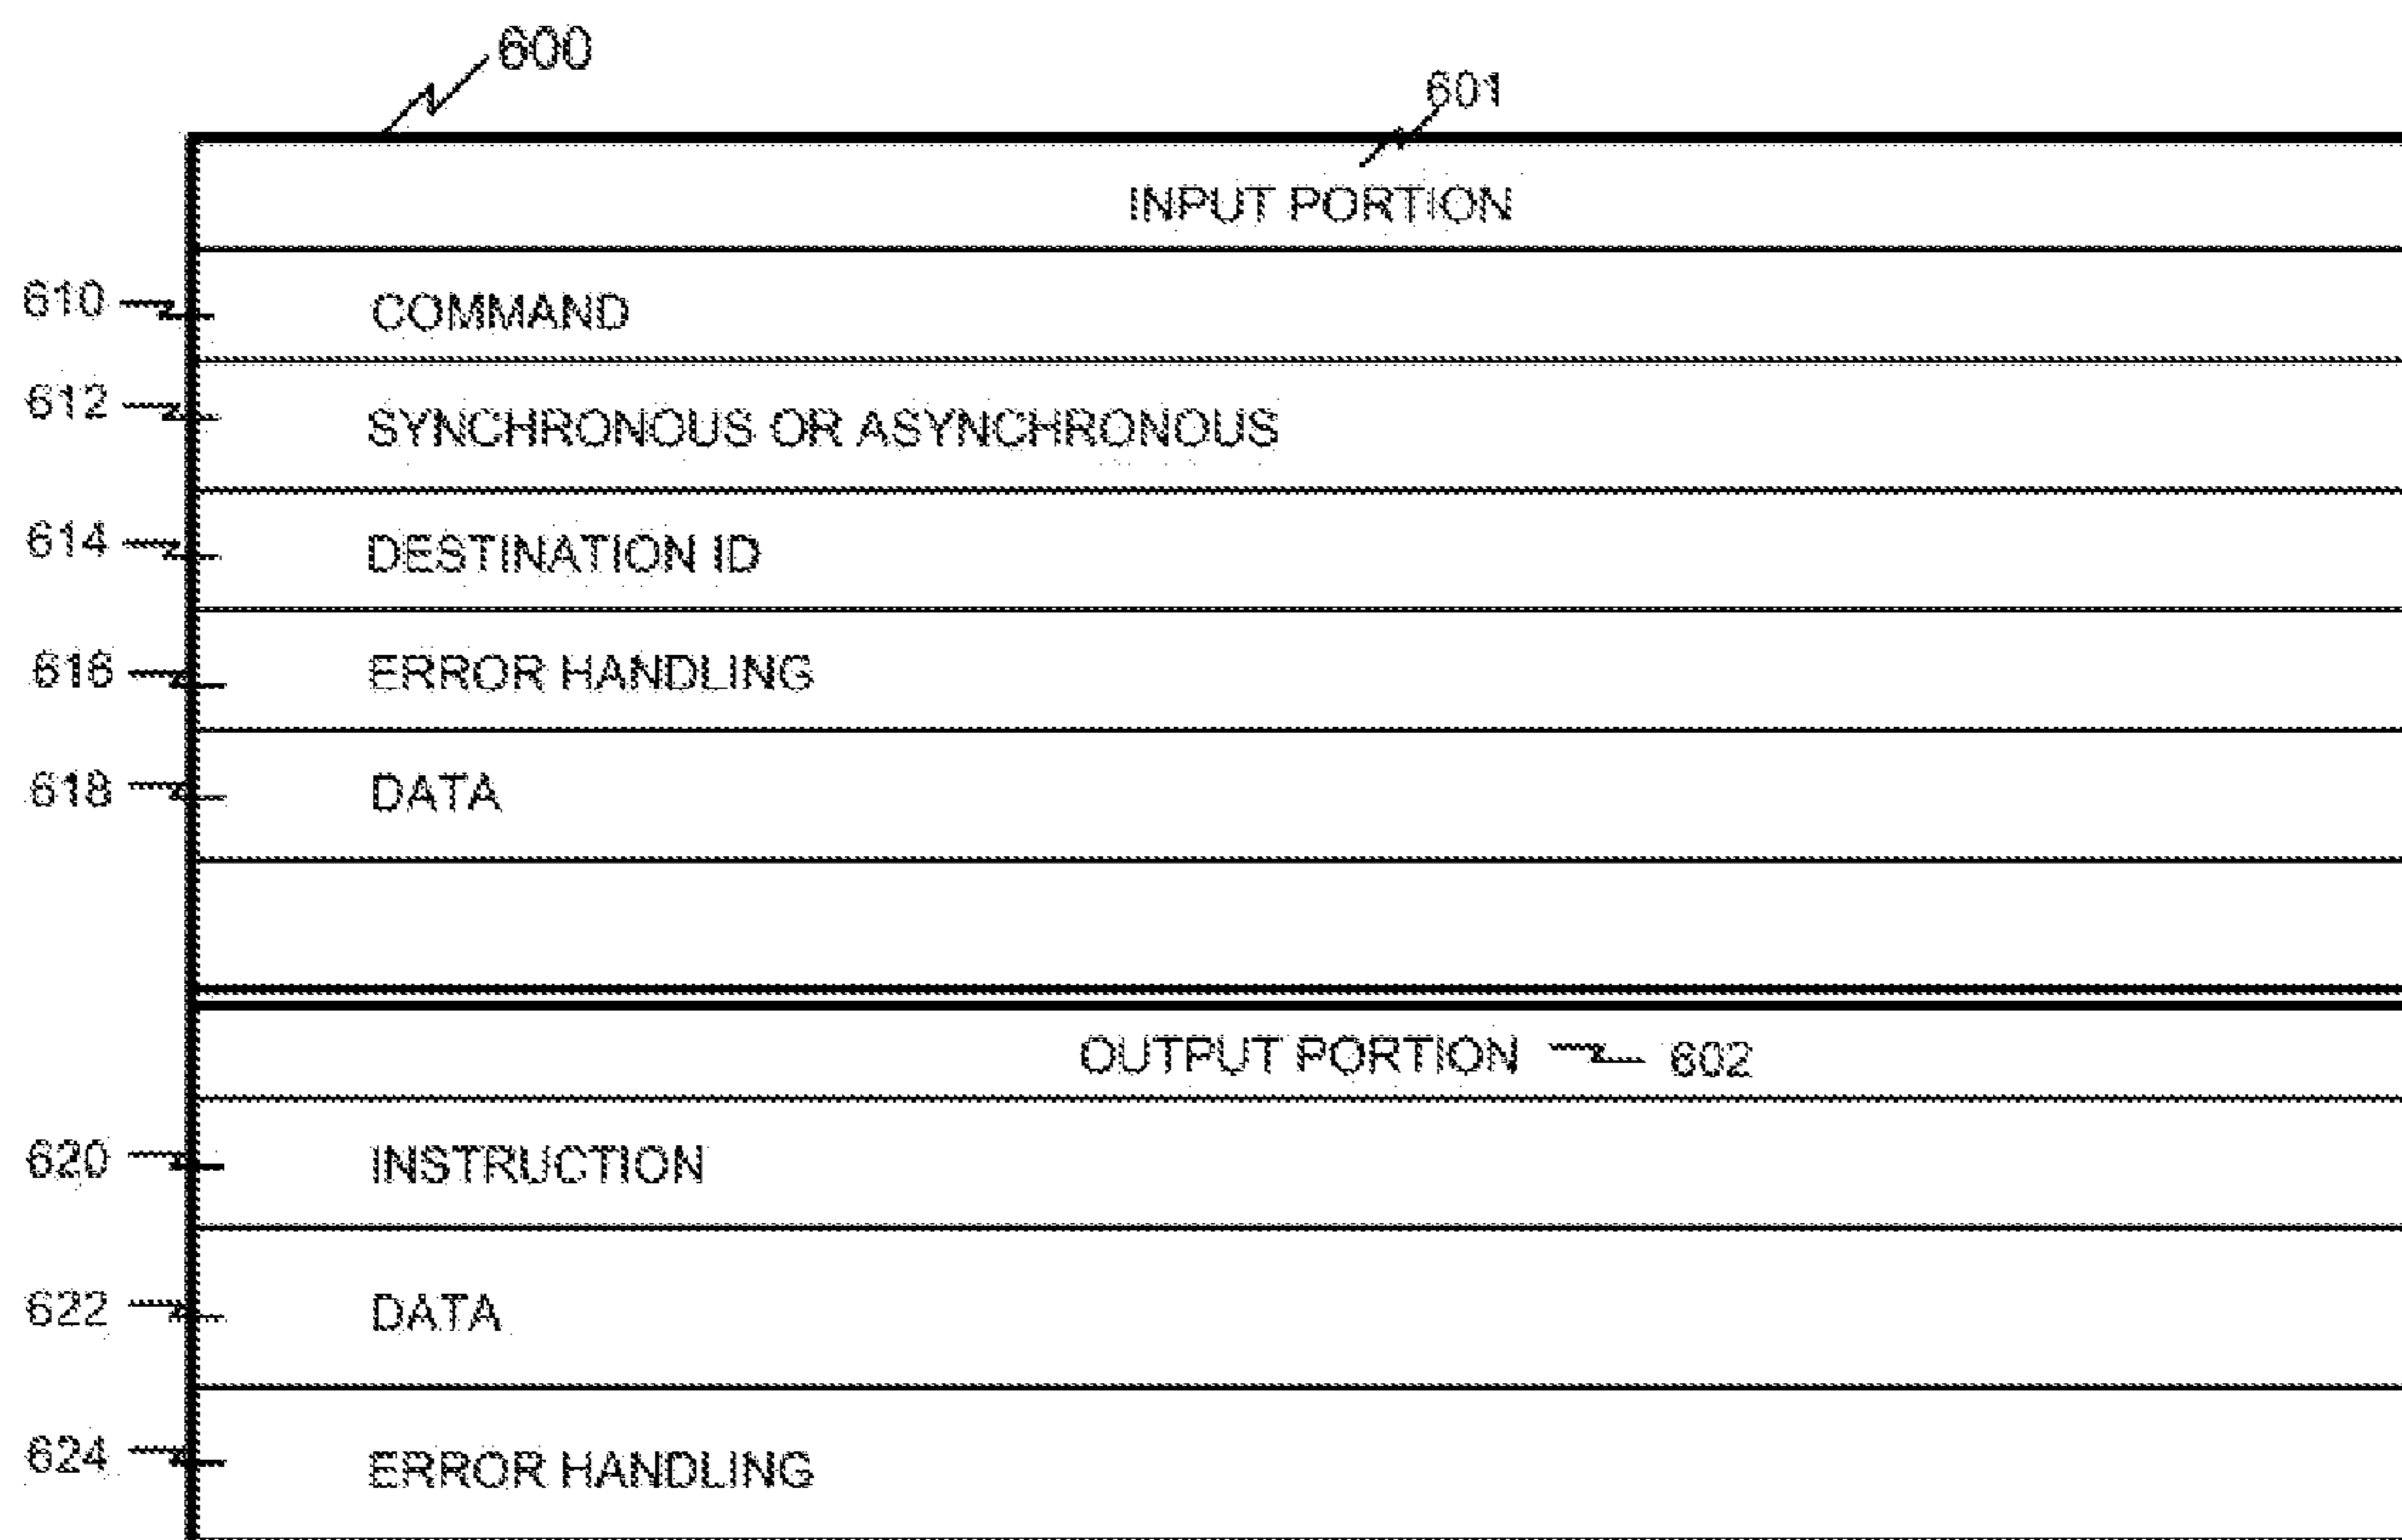 600
601
INPUT PORTION
610 COMMAND
612 SYNCHRONOUS OR ASYNCHRONOUS
614 DESTINATION ID
616 ERROR HANDLING
618 DATA
OUTPUT PORTION 602
620 INSTRUCTION
622 DATA
624 ERROR HANDLING